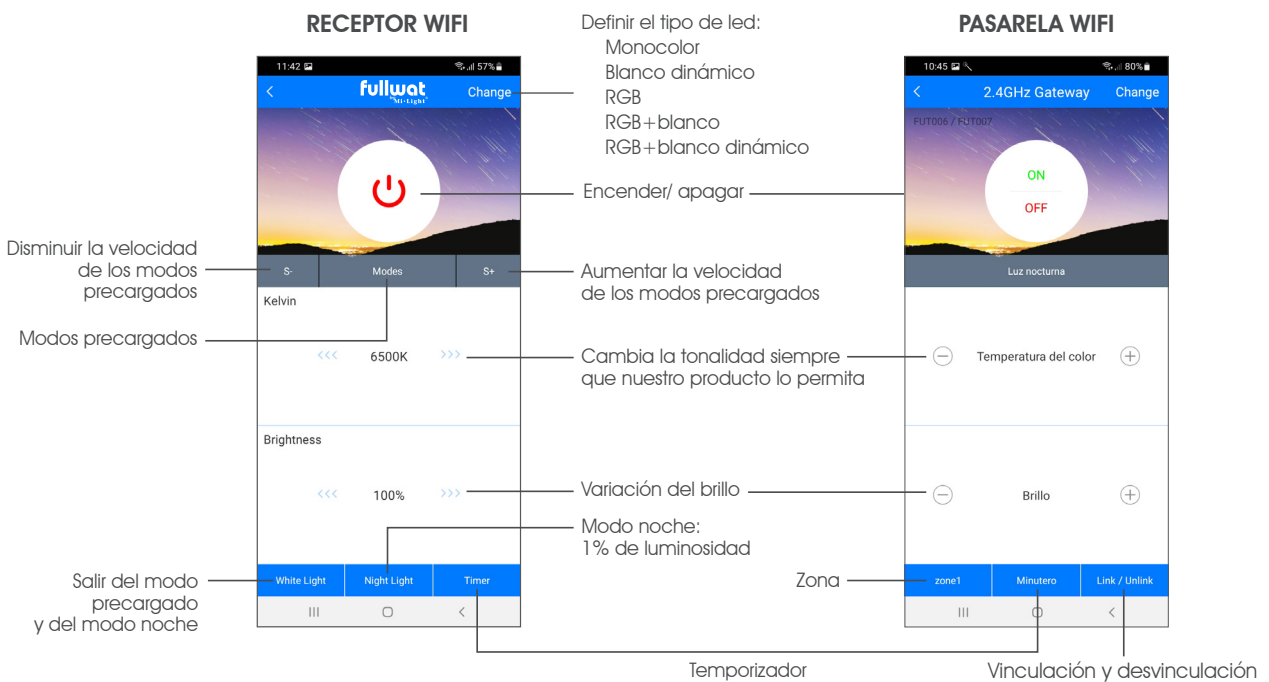 RECEPTOR WIFI
Definir el tipo de led:
Monocolor
Blanco dinámico
RGB
RGB+blanco
RGB+blanco dinámico
PASARELA WIFI
11:42
57%
fullwat
Mi·Light
Change
10:45
80%
2.4GHz Gateway
Change
FUT006 / FUT007
ON
OFF
Encender/ apagar
Disminuir la velocidad
de los modos
precargados
S-
Modes
S+
Aumentar la velocidad
de los modos precargados
Luz nocturna
Modos precargados
Kelvin
6500K
Cambia la tonalidad siempre
que nuestro producto lo permita
Temperatura del color
Brightness
100%
Variación del brillo
Brillo
Modo noche:
1% de luminosidad
Salir del modo
precargado
y del modo noche
White Light
Night Light
Timer
Zona
zone1
Minutero
Link / Unlink
Temporizador
Vinculación y desvinculación